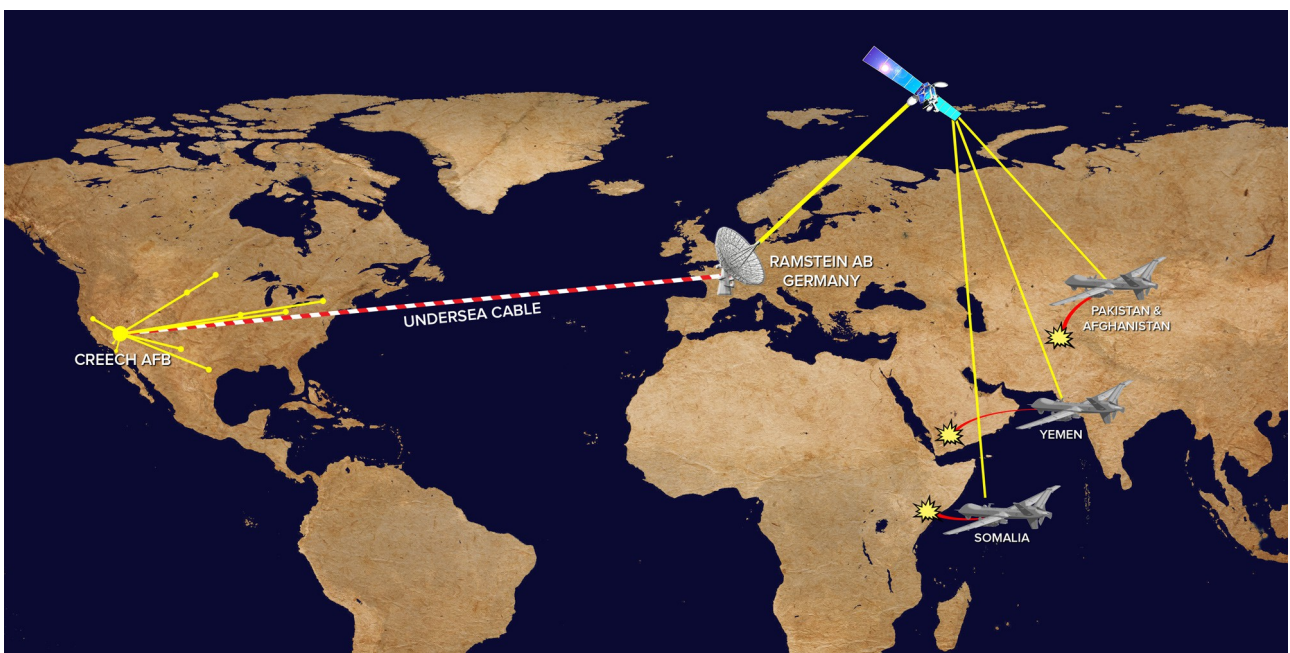 RAMSTEIN AB
GERMANY
UNDERSEA CABLE
CREECH AFB
PAKISTAN &
AFGHANISTAN
YEMEN
SOMALIA